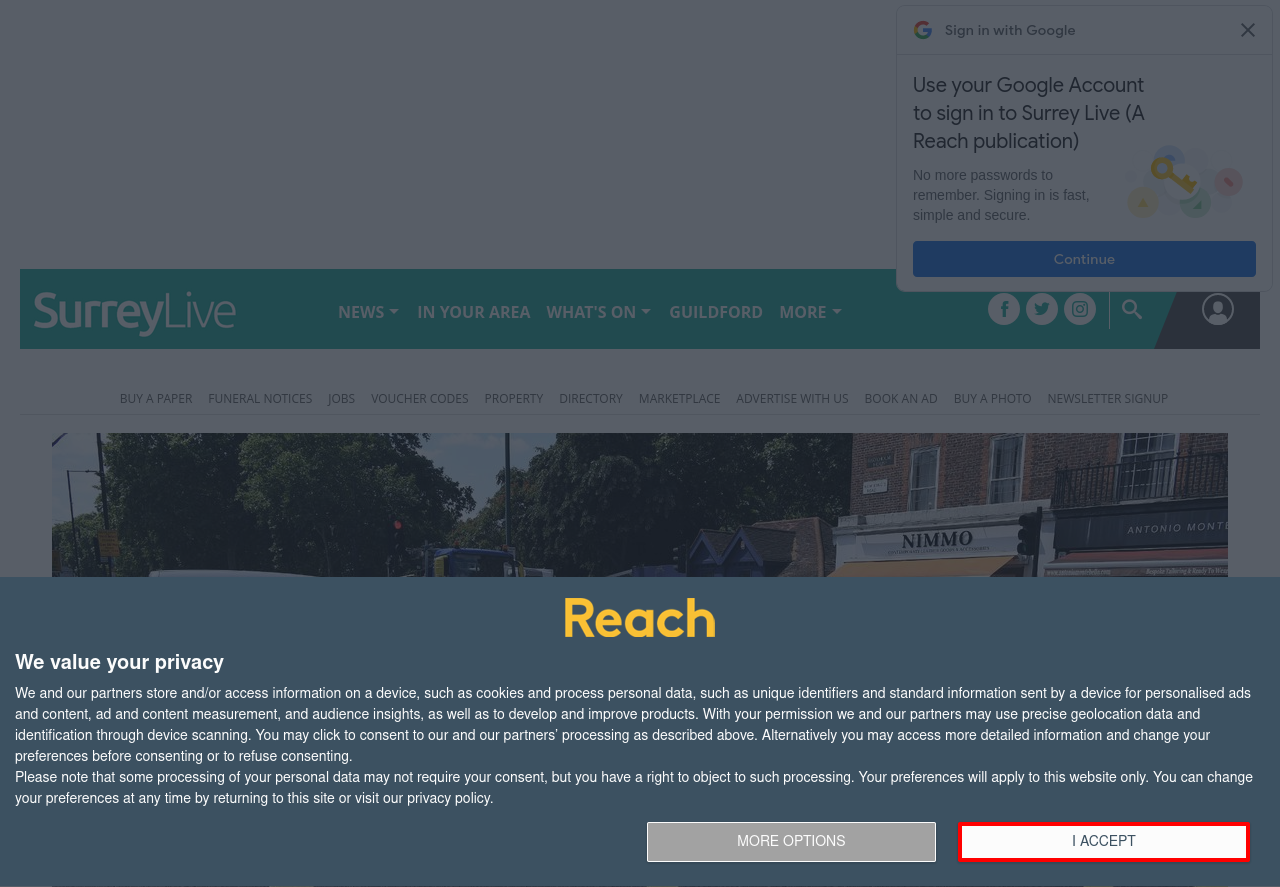 Sign in with Google
Use your Google Account
to sign in to Surrey Live (A
Reach publication)
No more passwords to
remember. Signing in is fast,
simple and secure.
Continue
SurreyLive
NEWS
IN YOUR AREA
WHAT'S ON
GUILDFORD
MORE
BUY A PAPER
FUNERAL NOTICES
JOBS
VOUCHER CODES
PROPERTY
DIRECTORY
MARKETPLACE
ADVERTISE WITH US
BOOK AN AD
BUY A PHOTO
NEWSLETTER SIGNUP
NIMMO
ANTONIO MONTE
Reach
We value your privacy
We and our partners store and/or access information on a device, such as cookies and process personal data, such as unique identifiers and standard information sent by a device for personalised ads
and content, ad and content measurement, and audience insights, as well as to develop and improve products. With your permission we and our partners may use precise geolocation data and
identification through device scanning. You may click to consent to our and our partners’ processing as described above. Alternatively you may access more detailed information and change your
preferences before consenting or to refuse consenting.
Please note that some processing of your personal data may not require your consent, but you have a right to object to such processing. Your preferences will apply to this website only. You can change
your preferences at any time by returning to this site or visit our privacy policy.
MORE OPTIONS
I ACCEPT